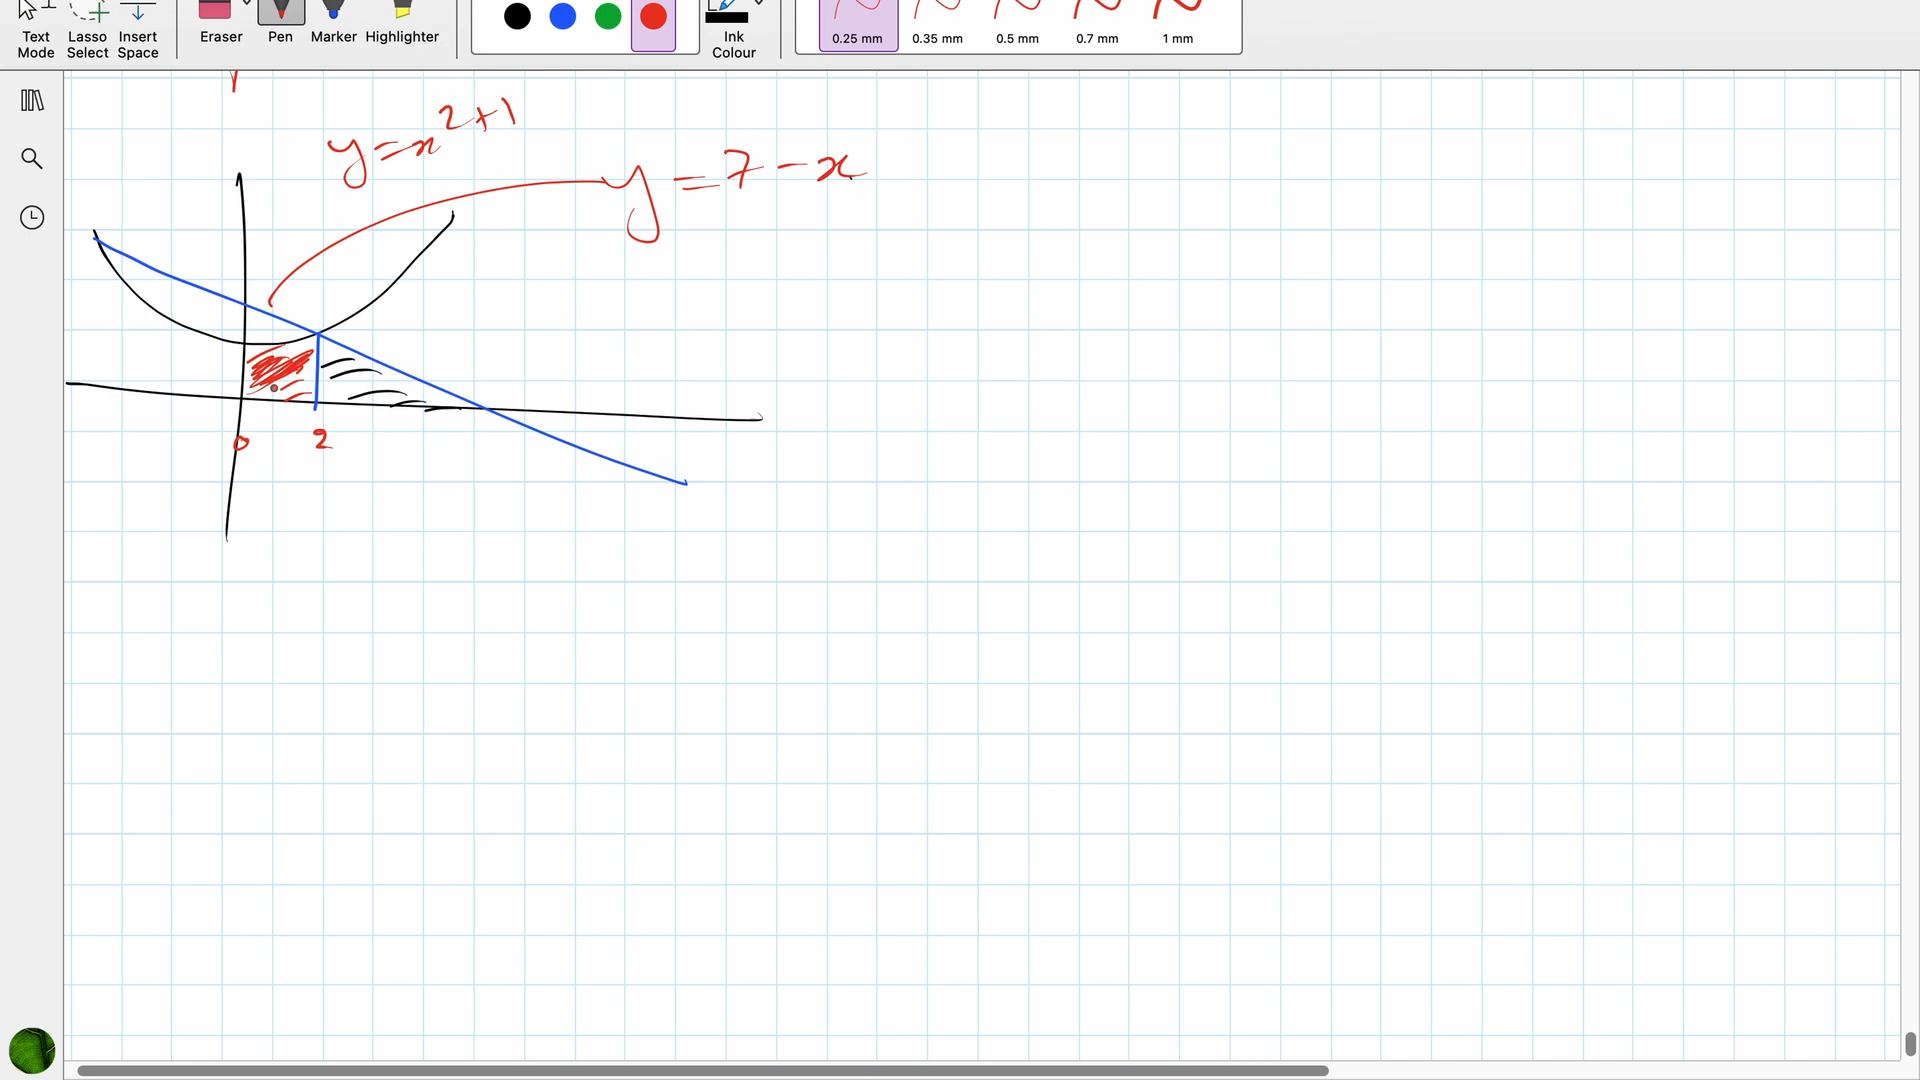 Text Mode
Lasso Select
Insert Space
Eraser
Pen
Marker
Highlighter
Ink Colour
0.25 mm
0.35 mm
0.5 mm
0.7 mm
1 mm
y=x²⁺¹
y=7-x
0
2